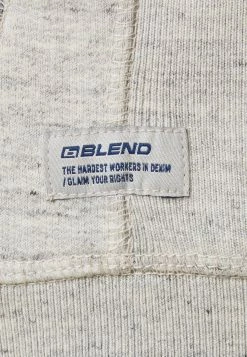 BLEND
THE HARDEST WORKERS IN DENIM
/ CLAIM YOUR RIGHTS